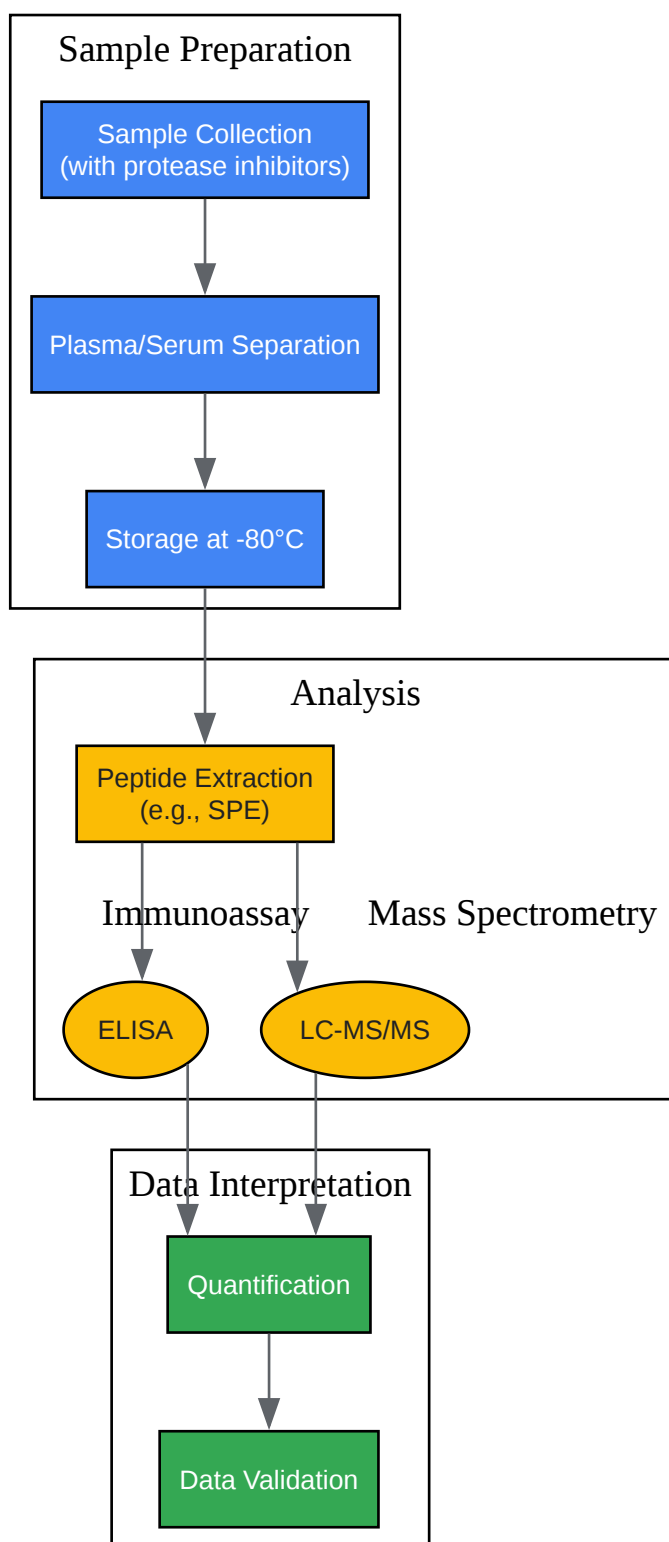 Sample Preparation
Sample Collection
(with protease inhibitors)
Plasma/Serum Separation
Storage at -80°C
Analysis
Peptide Extraction
(e.g., SPE)
Immunoassay
Mass Spectrometry
ELISA
LC-MS/MS
Data Interpretation
Quantification
Data Validation